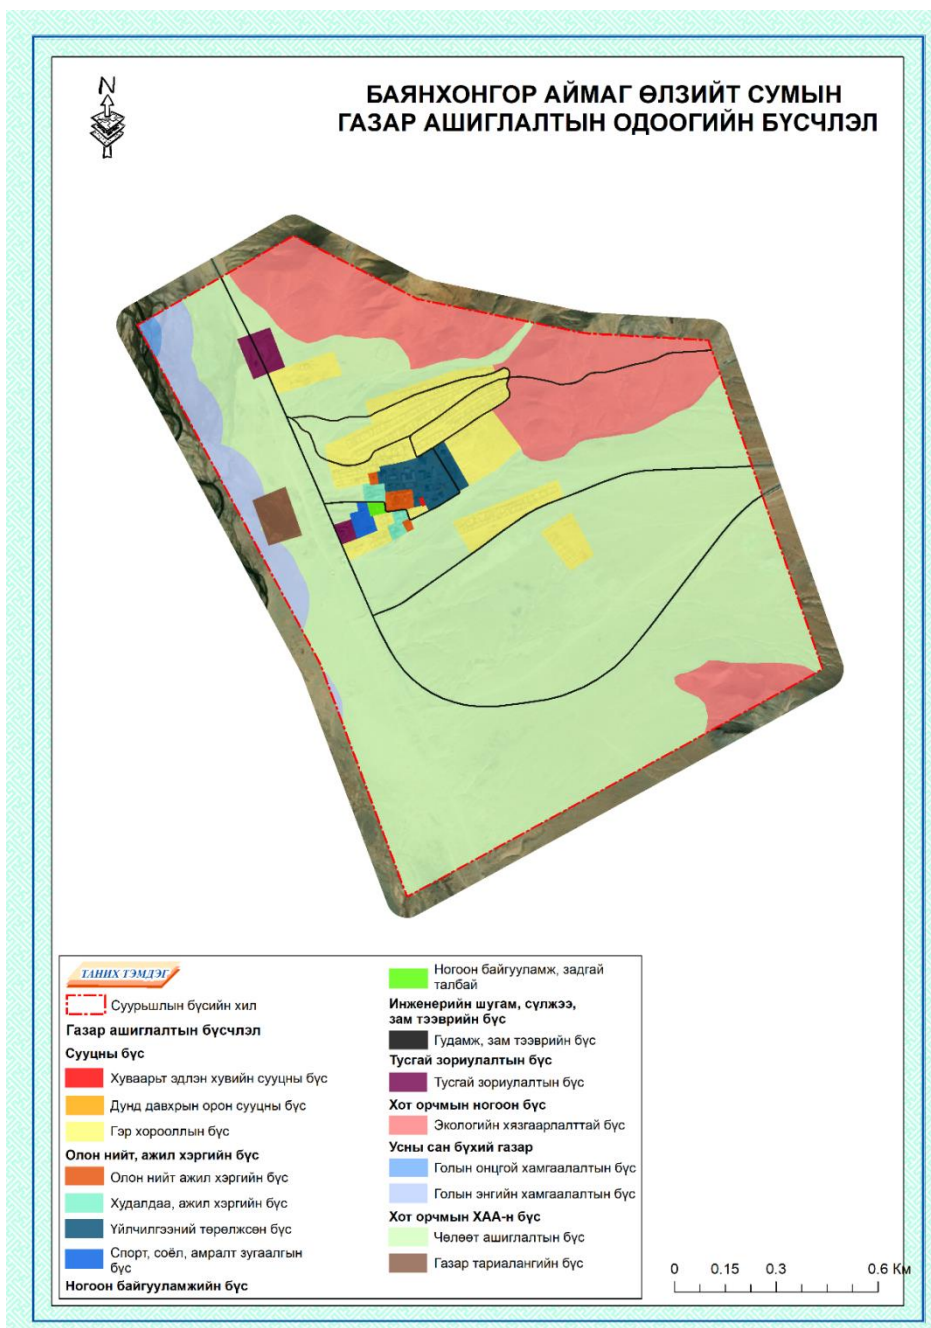 N
БАЯНХОНГОР АЙМАГ ӨЛЗИЙТ СУМЫН
ГАЗАР АШИГЛАЛТЫН ОДООГИЙН БҮСЧЛЭЛ
ТАНИХ ТЭМДЭГ
Суурьшлын бүсийн хил
Газар ашиглалтын бүсчлэл
Сууцны бүс
Хуваарьт эдлэн хувийн сууцны бүс
Дунд давхрын орон сууцны бүс
Гэр хорооллын бүс
Олон нийт, ажил хэргийн бүс
Олон нийт ажил хэргийн бүс
Худалдаа, ажил хэргийн бүс
Үйлчилгээний төрөлжсөн бүс
Спорт, соёл, амралт зугаалгын
бүс
Ногоон байгууламжийн бүс
Ногоон байгууламж, задгай
талбай
Инженерийн шугам, сүлжээ,
зам тээврийн бүс
Гудамж, зам тээврийн бүс
Тусгай зориулалтын бүс
Тусгай зориулалтын бүс
Хот орчмын ногоон бүс
Экологийн хязгаарлалттай бүс
Усны сан бүхий газар
Голын онцгой хамгаалалтын бүс
Голын энгийн хамгаалалтын бүс
Хот орчмын ХАА-н бүс
Чөлөөт ашиглалтын бүс
Газар тариалангийн бүс
0 0.15 0.3 0.6 Км